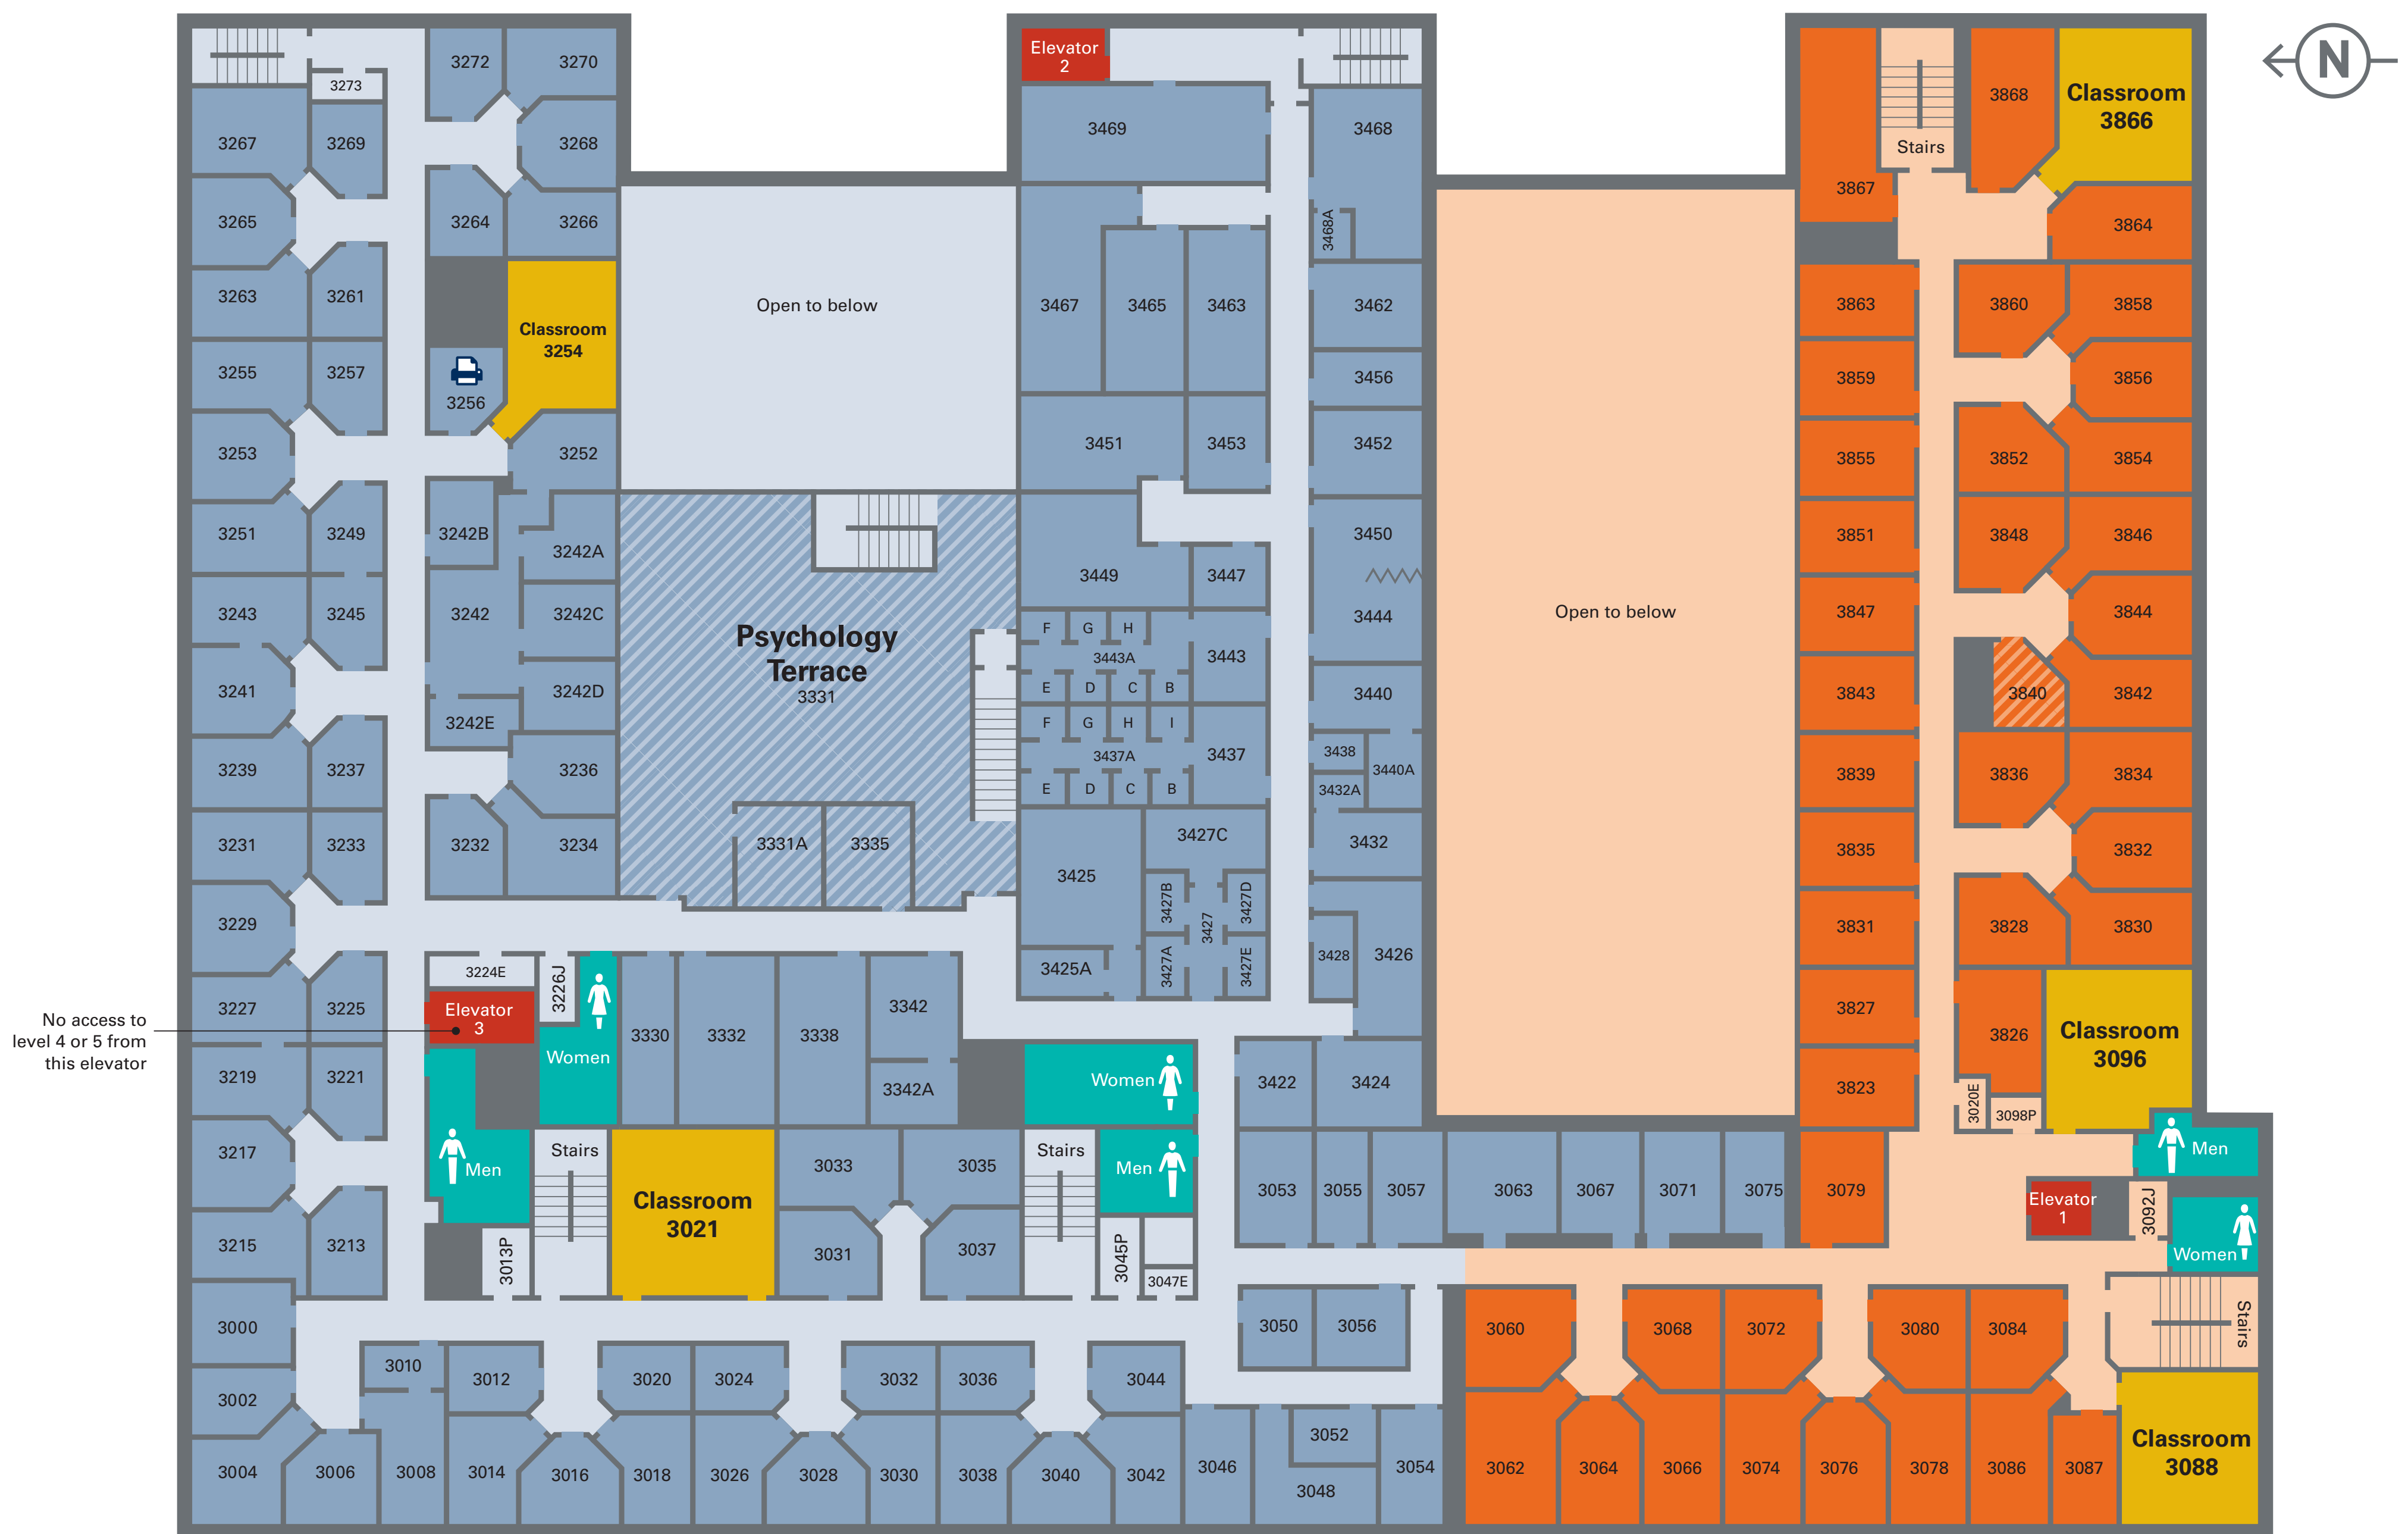 N
3272
3270
3273
3267
3269
3268
3265
3264
3266
3263
3261
Classroom
3254
3255
3257
3256
3253
3252
3251
3249
3242B
3242A
3243
3245
3242
3242C
3241
3242D
3242E
3239
3237
3236
3231
3233
3232
3234
3229
3227
3225
3224E
3226J
Elevator
3
No access to
level 4 or 5 from
this elevator
Women
3219
3221
3217
Men
3215
3213
3013P
Stairs
Open to below
Psychology
Terrace
3331
3331A
3335
3330
3332
3338
3342
3342A
Classroom
3021
3033
3035
3031
3037
Stairs
Women
Men
3045P
3047E
Elevator
2
3469
3468
3468A
3467
3465
3463
3462
3456
3451
3453
3452
3450
3449
3447
3444
F
G
H
3443A
3443
E
D
C
B
3440
F
G
H
I
3437A
3437
E
D
C
B
3438
3440A
3432A
3427C
3432
3425
3427B
3427D
3427
3425A
3427A
3427E
3428
3426
3422
3424
3053
3055
3057
3063
3067
3071
3075
3079
3050
3056
Open to below
3867
Stairs
3868
Classroom
3866
3864
3863
3860
3858
3859
3856
3855
3852
3854
3851
3848
3846
3847
3844
3843
3840
3842
3839
3836
3834
3835
3832
3831
3828
3830
3827
3826
Classroom
3096
3823
3020E
3098P
Men
Elevator
1
3092J
Women
Stairs
3000
3002
3004
3006
3010
3008
3012
3014
3016
3020
3018
3024
3026
3028
3032
3030
3036
3038
3040
3044
3042
3046
3052
3048
3054
3060
3062
3064
3068
3066
3072
3074
3076
3080
3078
3084
3086
3087
Classroom
3088